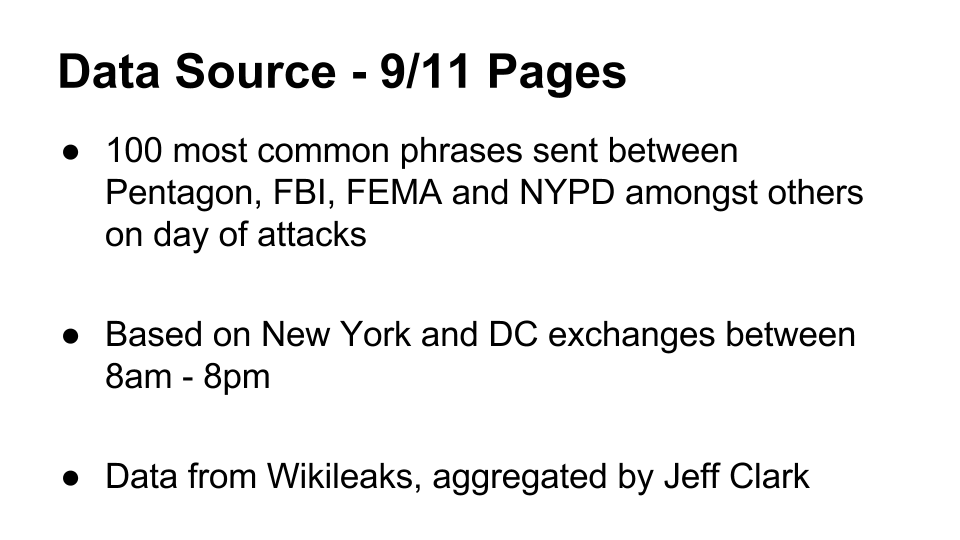 Data Source - 9/11 Pages
● 100 most common phrases sent between
Pentagon, FBI, FEMA and NYPD amongst others
on day of attacks
● Based on New York and DC exchanges between
8am - 8pm
● Data from Wikileaks, aggregated by Jeff Clark